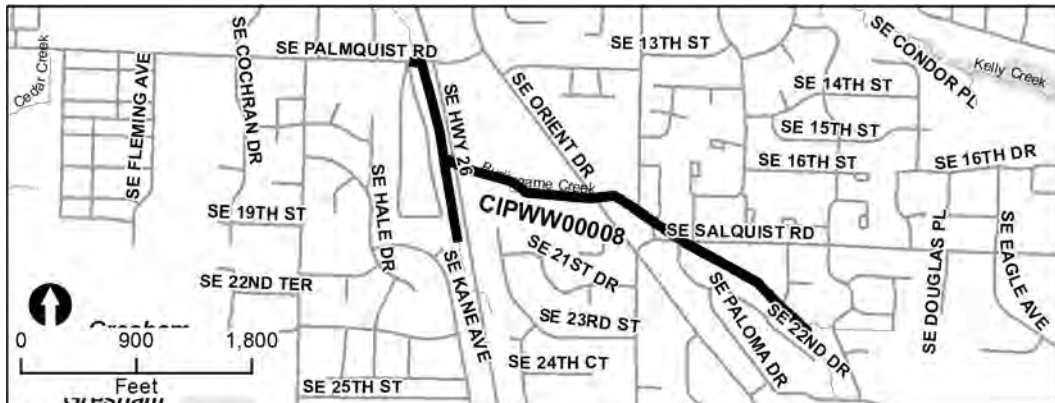 SE PALMQUIST RD
SE 13TH ST
SE CONDOR PL
Kelly Creek
Cedar Creek
SE FLEMING AVE
SE COCHRAN DR
SE HWY 26
SE ORIENT DR
SE 14TH ST
SE 15TH ST
SE 16TH ST
SE 16TH DR
Creek
CIPWW00008
SE HALE DR
SE 19TH ST
SE SALQUIST RD
SE DOUGLAS PL
SE EAGLE AVE
SE 21ST DR
SE 22ND TER
SE KANE AVE
SE 23RD ST
SE PALOMA DR
SE 22ND DR
SE 24TH CT
SE 25TH ST
Gresham
0 900 1,800
Feet
Gresham